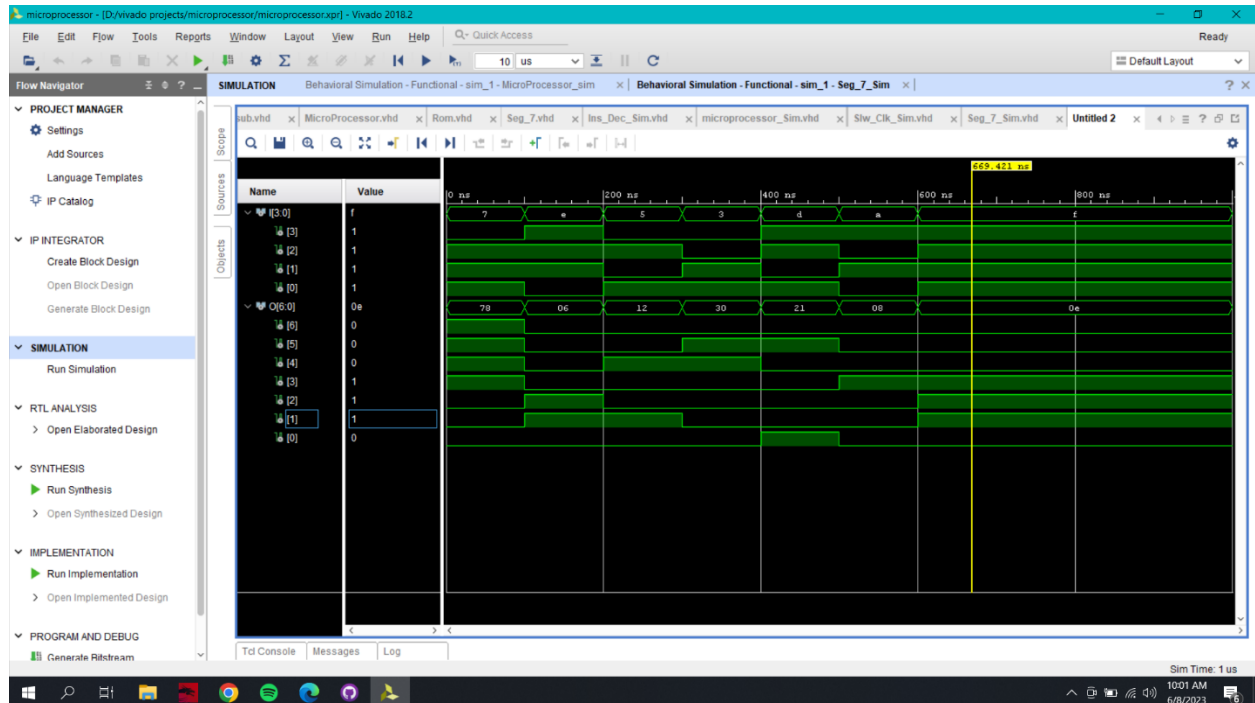 microprocessor - [D:/vivado projects/microprocessor/microprocessor.xpr] - Vivado 2018.2
File Edit Flow Tools Reports Window Layout View Run Help Quick Access Ready
10 us Default Layout
Flow Navigator
SIMULATION Behavioral Simulation - Functional - sim_1 - MicroProcessor_sim Behavioral Simulation - Functional - sim_1 - Seg_7_Sim
PROJECT MANAGER
Settings
Add Sources
Language Templates
IP Catalog
IP INTEGRATOR
Create Block Design
Open Block Design
Generate Block Design
SIMULATION
Run Simulation
RTL ANALYSIS
Open Elaborated Design
SYNTHESIS
Run Synthesis
Open Synthesized Design
IMPLEMENTATION
Run Implementation
Open Implemented Design
PROGRAM AND DEBUG
Generate Bitstream
Scope
Sources
Objects
sub.vhd MicroProcessor.vhd Rom.vhd Seg_7.vhd Ins_Dec_Sim.vhd microprocessor_Sim.vhd Slw_Clk_Sim.vhd Seg_7_Sim.vhd Untitled 2
669.421 ns
Name Value 0 ns 200 ns 400 ns 600 ns 800 ns
I[3:0] f 7 e 5 3 d a f
[3] 1
[2] 1
[1] 1
[0] 1
O[6:0] 0e 78 06 12 30 21 08 0e
[6] 0
[5] 0
[4] 0
[3] 1
[2] 1
[1] 1
[0] 0
Tcl Console Messages Log
Sim Time: 1 us
10:01 AM
6/8/2023
6